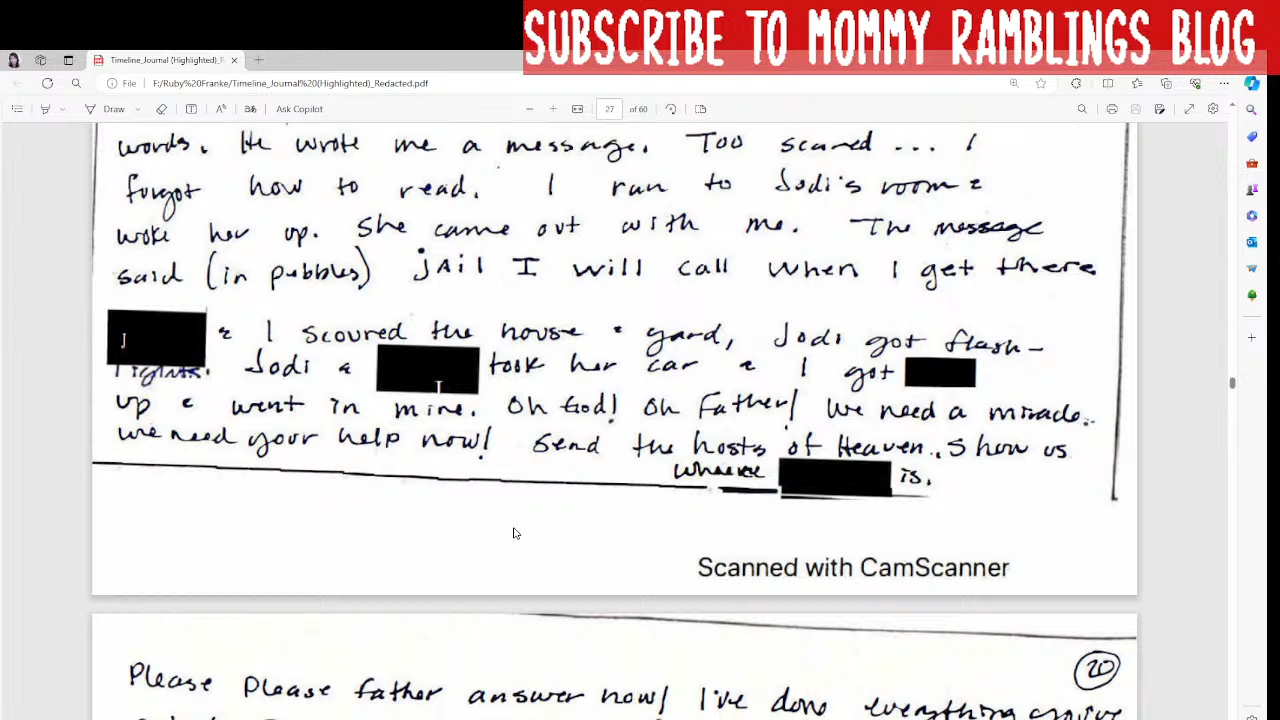 SUBSCRIBE TO MOMMY RAMBLINGS BLOG
Timeline_Journal (Highlighted)_R
File F:/Ruby%20Franke/Timeline_Journal%20(Highlighted)_Redacted.pdf
Draw Ask Copilot 27 of 60
words. He wrote me a message. Too scared ... I
forgot how to read. I ran to Jodi's room &
woke her up. She came out with me. The message
said (in pebbles) jAil I will call when I get there
& I scoured the house & yard, Jodi got flash-
lights. Jodi & took her car & I got
up & went in mine. Oh God! Oh Father! We need a miracle.
We need your help now! Send the hosts of Heaven. Show us
where is.
Scanned with CamScanner
20
Please Please father answer now! I've done everything you've